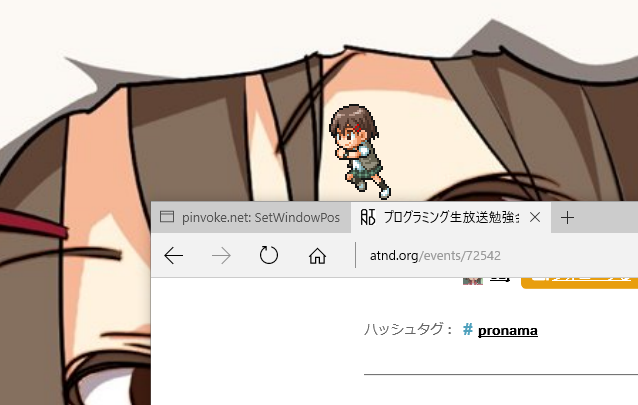 pinvoke.net: SetWindowPos
プログラミング生放送勉強会
atnd.org/events/72542
ハッシュタグ： # pronama